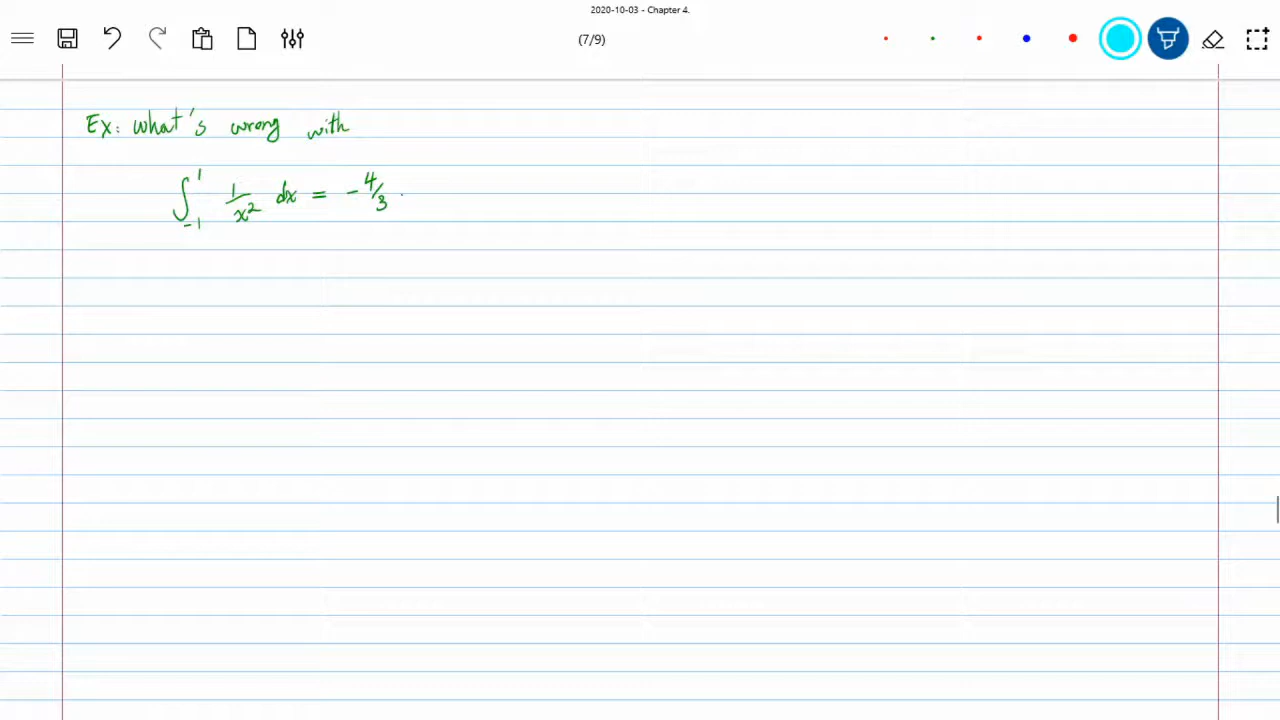 2020-10-03 - Chapter 4.
(7/9)
Ex: what's wrong with
∫₋₁¹ 1/x² dx = -4/3.